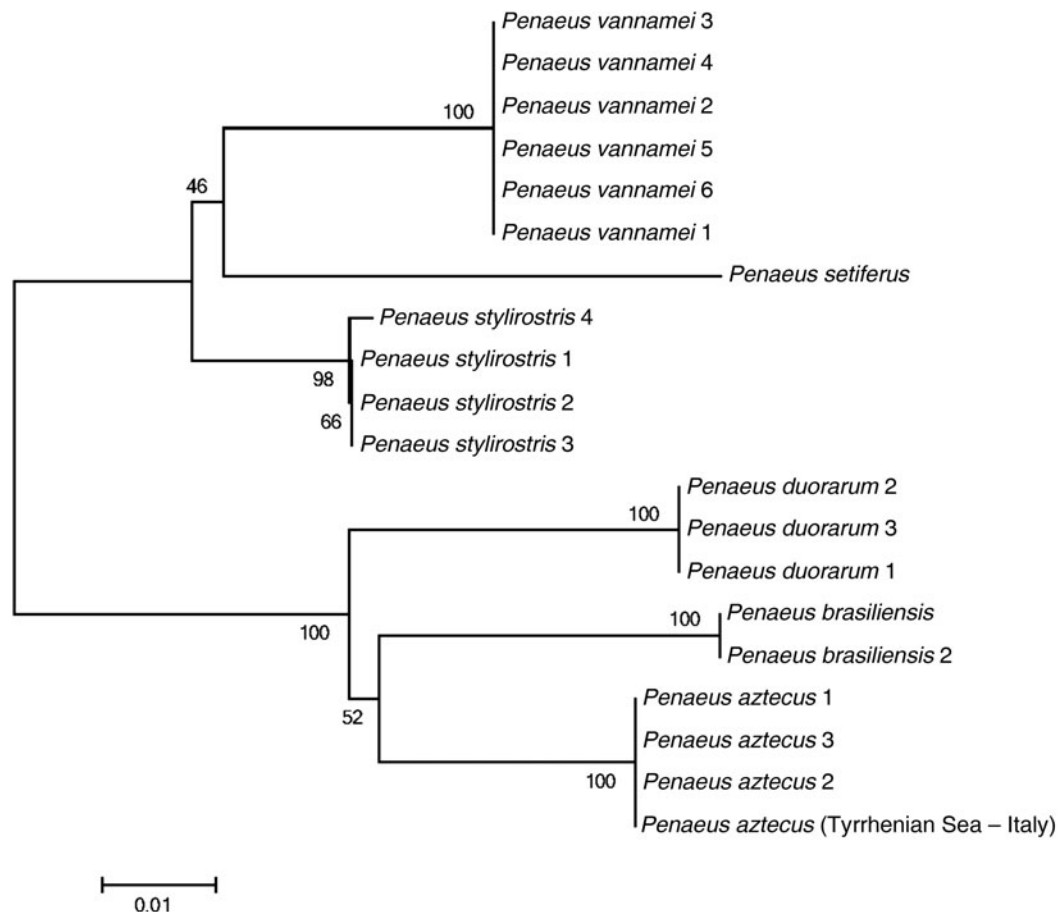 Penaeus vannamei 3
Penaeus vannamei 4
Penaeus vannamei 2
100
Penaeus vannamei 5
Penaeus vannamei 6
46
Penaeus vannamei 1
Penaeus setiferus
Penaeus stylirostris 4
Penaeus stylirostris 1
98
Penaeus stylirostris 2
66
Penaeus stylirostris 3
Penaeus duorarum 2
100
Penaeus duorarum 3
Penaeus duorarum 1
100
Penaeus brasiliensis
100
Penaeus brasiliensis 2
Penaeus aztecus 1
52
Penaeus aztecus 3
100
Penaeus aztecus 2
Penaeus aztecus (Tyrrhenian Sea – Italy)
0.01